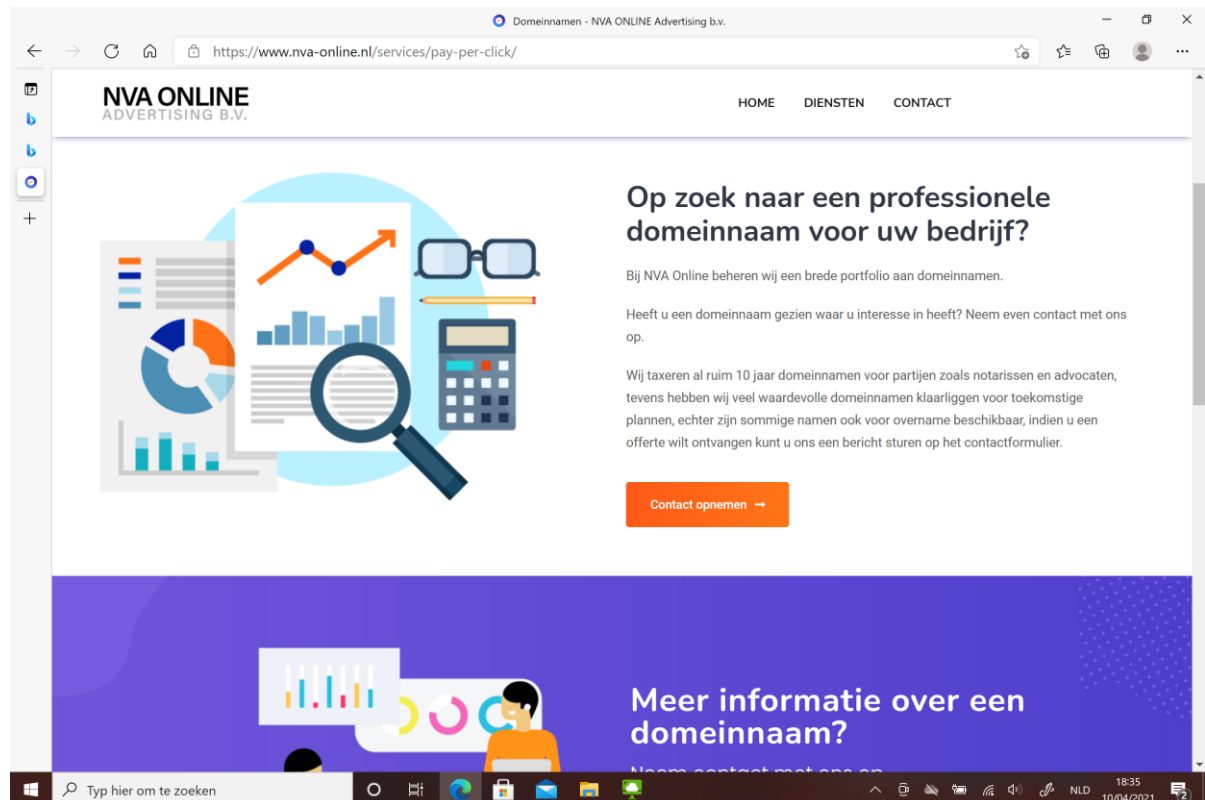 Domeinnamen - NVA ONLINE Advertising b.v.
https://www.nva-online.nl/services/pay-per-click/
NVA ONLINE
ADVERTISING B.V.
HOME DIENSTEN CONTACT
Op zoek naar een professionele
domeinnaam voor uw bedrijf?
Bij NVA Online beheren wij een brede portfolio aan domeinnamen.
Heeft u een domeinnaam gezien waar u interesse in heeft? Neem even contact met ons
op.
Wij taxeren al ruim 10 jaar domeinnamen voor partijen zoals notarissen en advocaten,
tevens hebben wij veel waardevolle domeinnamen klaarliggen voor toekomstige
plannen, echter zijn sommige namen ook voor overname beschikbaar, indien u een
offerte wilt ontvangen kunt u ons een bericht sturen op het contactformulier.
Contact opnemen →
Meer informatie over een
domeinnaam?
Neem contact met ons op
Typ hier om te zoeken
NLD
18:35
10/04/2021
2